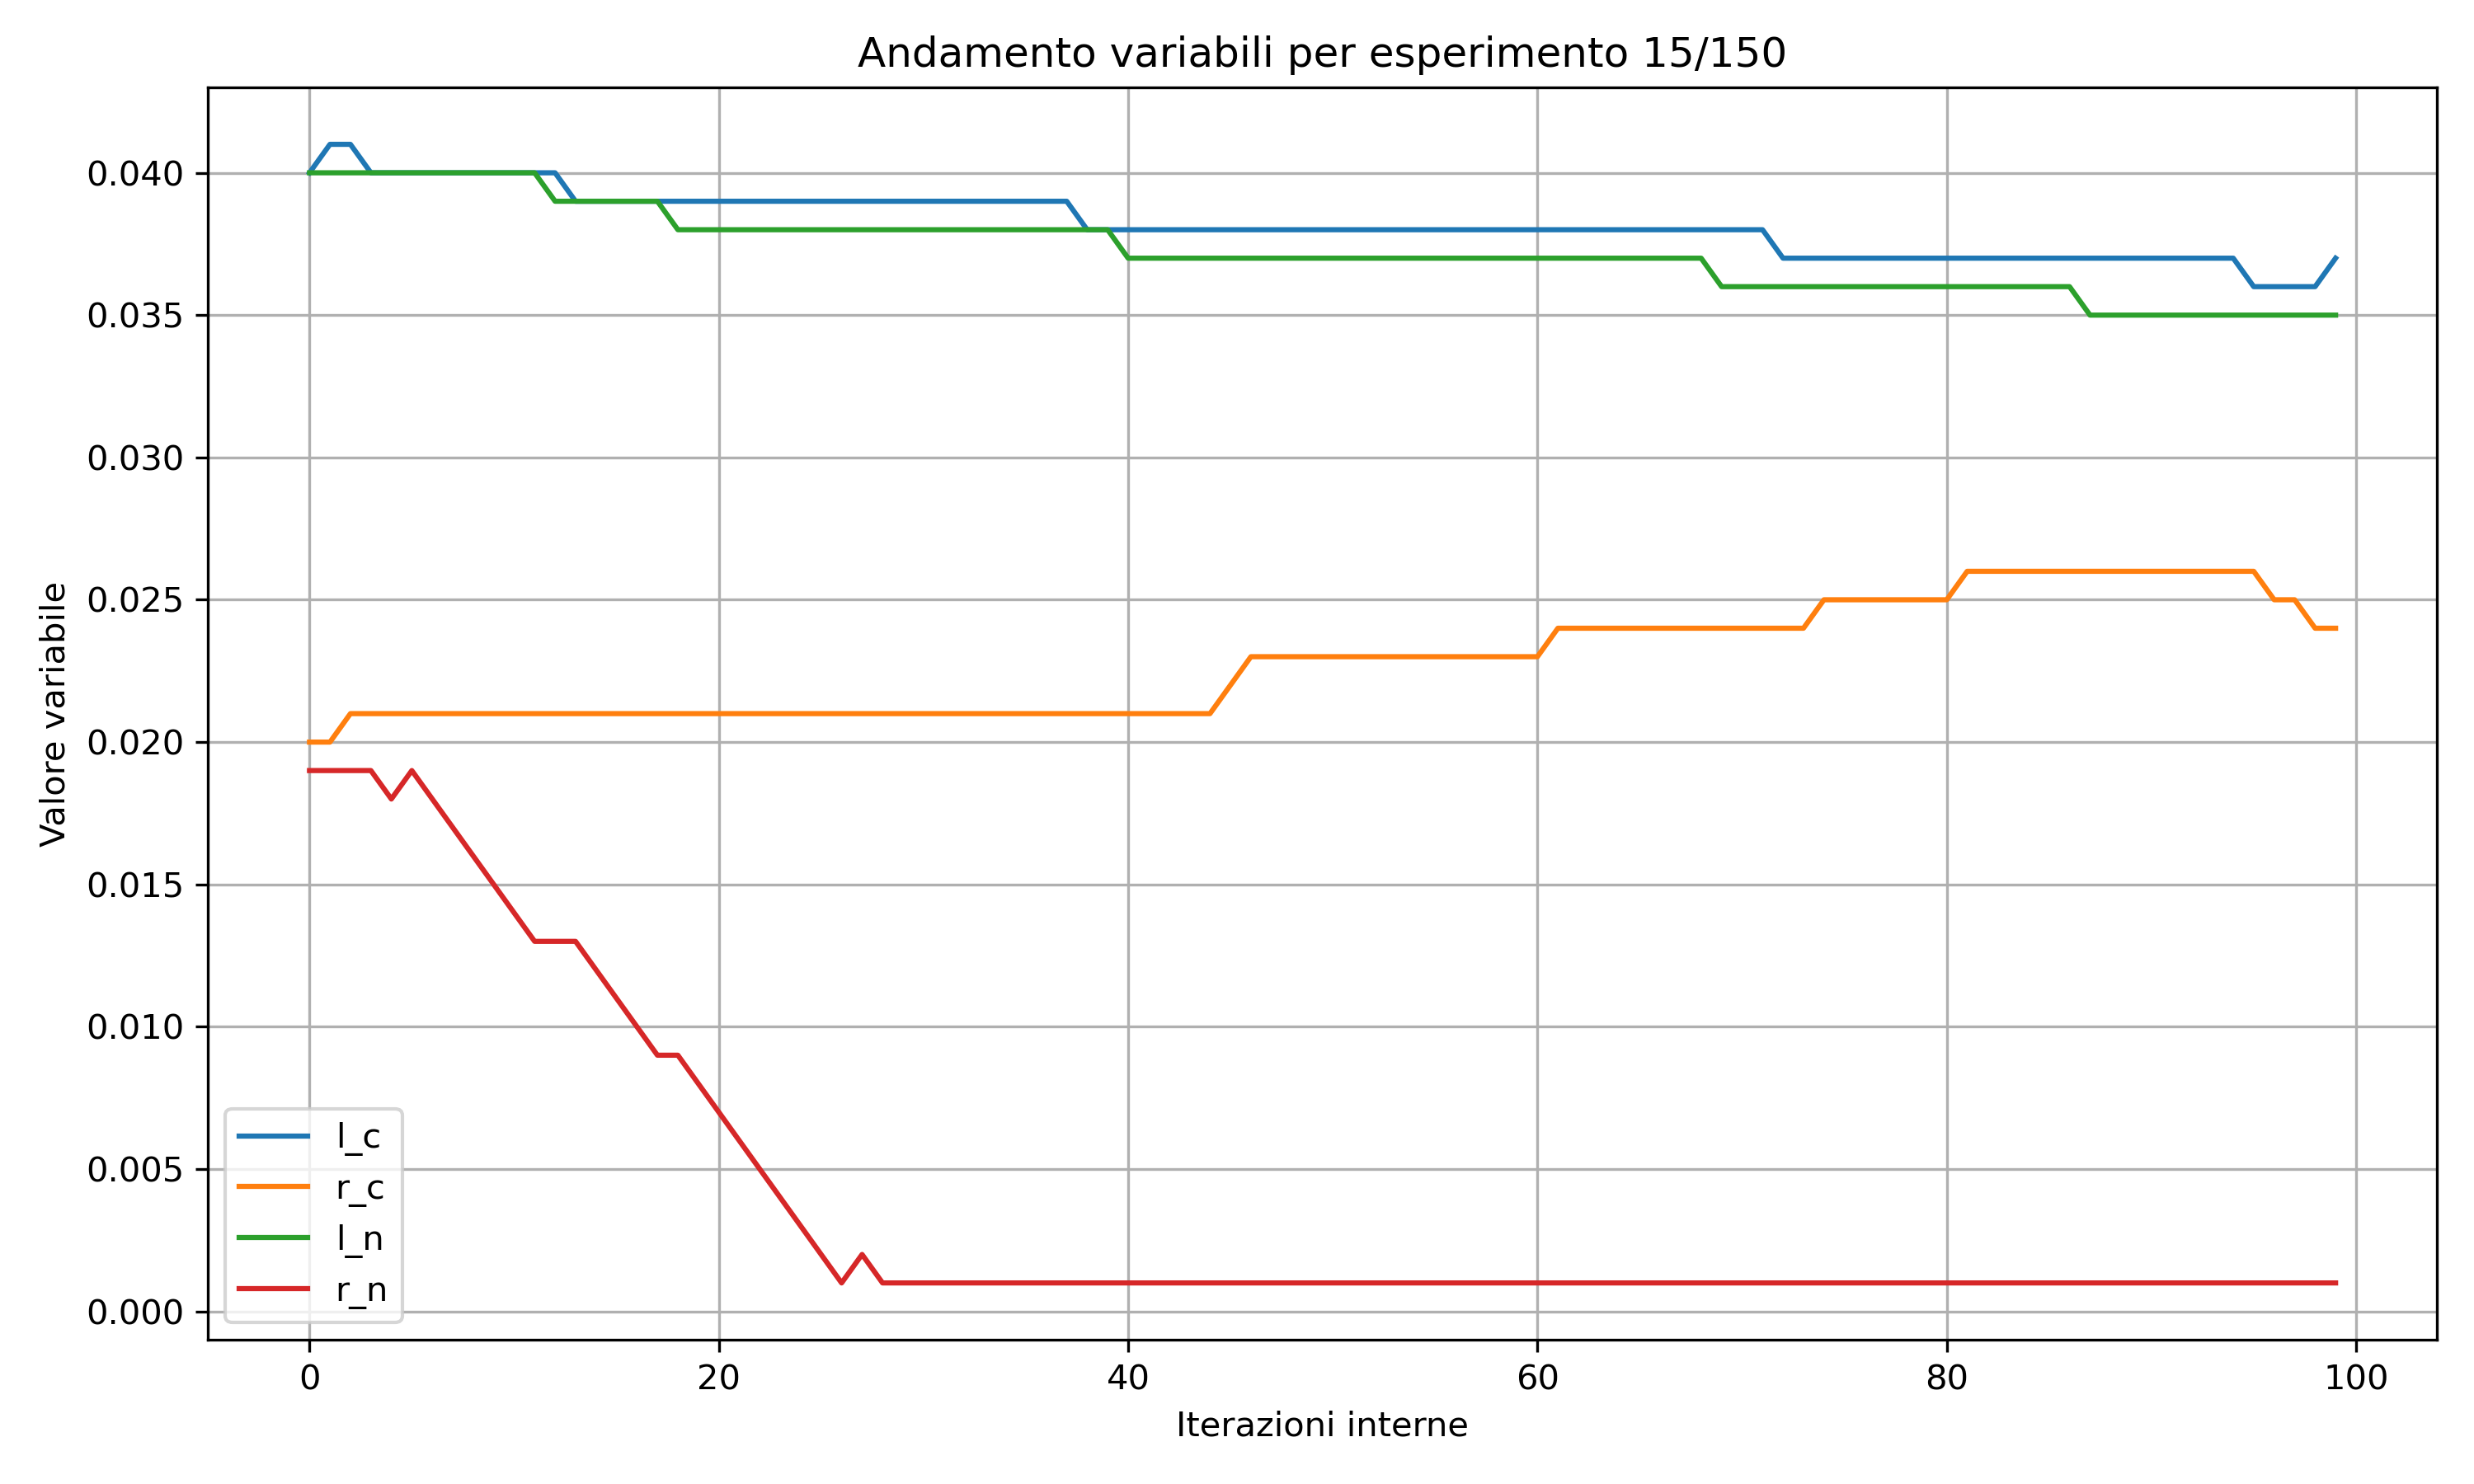 Andamento variabili per esperimento 15/150
Valore variabile
0.040
0.035
0.030
0.025
0.020
0.015
0.010
0.005
0.000
l_c
r_c
l_n
r_n
0 20 40 60 80 100
Iterazioni interne